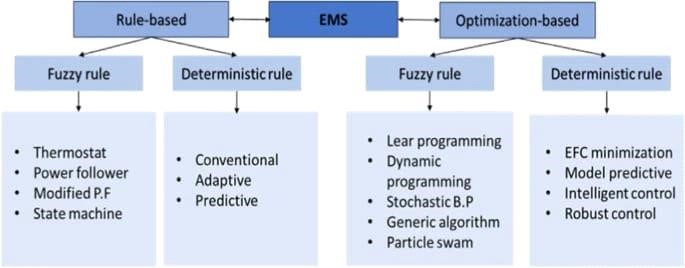 Rule-based
EMS
Optimization-based
Fuzzy rule
Deterministic rule
Fuzzy rule
Deterministic rule
• Thermostat
• Power follower
• Modified P.F
• State machine
• Conventional
• Adaptive
• Predictive
• Lear programming
• Dynamic
programming
• Stochastic B.P
• Generic algorithm
• Particle swam
• EFC minimization
• Model predictive
• Intelligent control
• Robust control